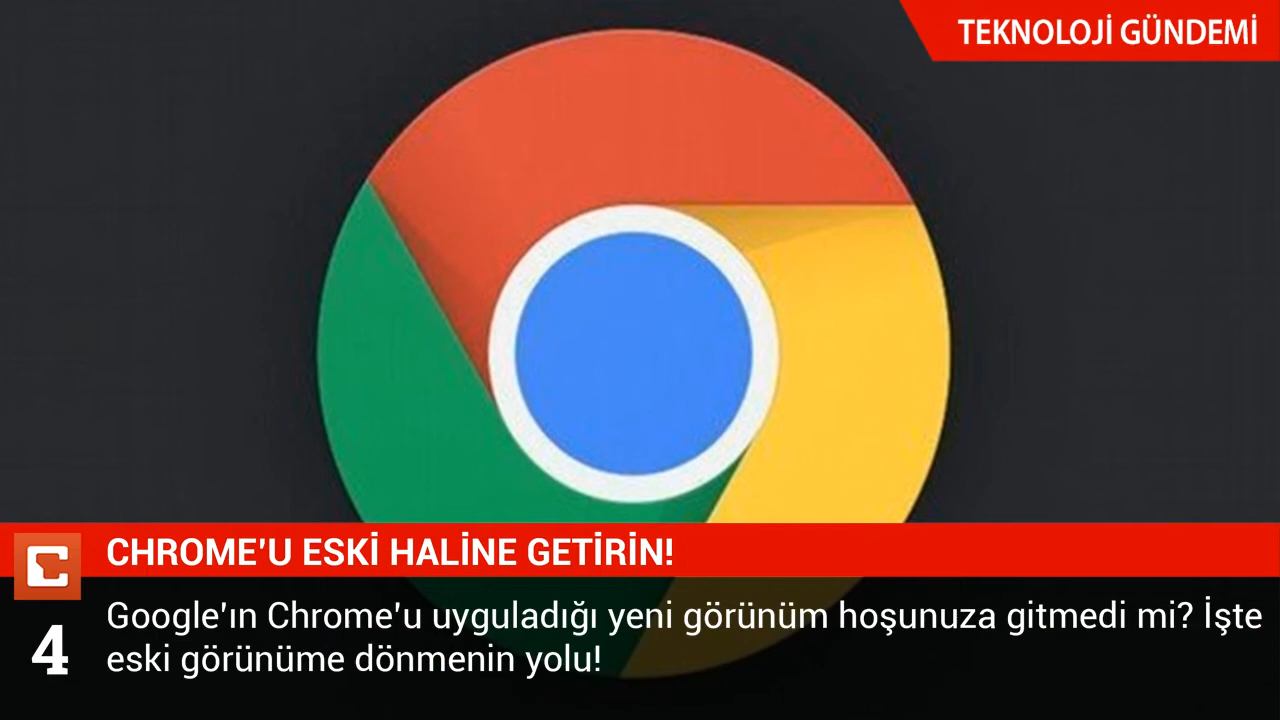 TEKNOLOJİ GÜNDEMİ
CHROME'U ESKİ HALİNE GETİRİN!
4
Google'ın Chrome'u uyguladığı yeni görünüm hoşunuza gitmedi mi? İşte
eski görünüme dönmenin yolu!